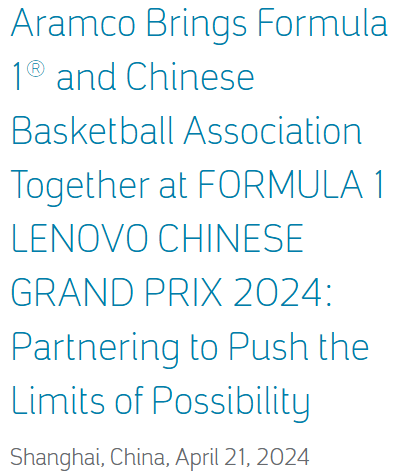 Aramco Brings Formula
1® and Chinese
Basketball Association
Together at FORMULA 1
LENOVO CHINESE
GRAND PRIX 2024:
Partnering to Push the
Limits of Possibility
Shanghai, China, April 21, 2024